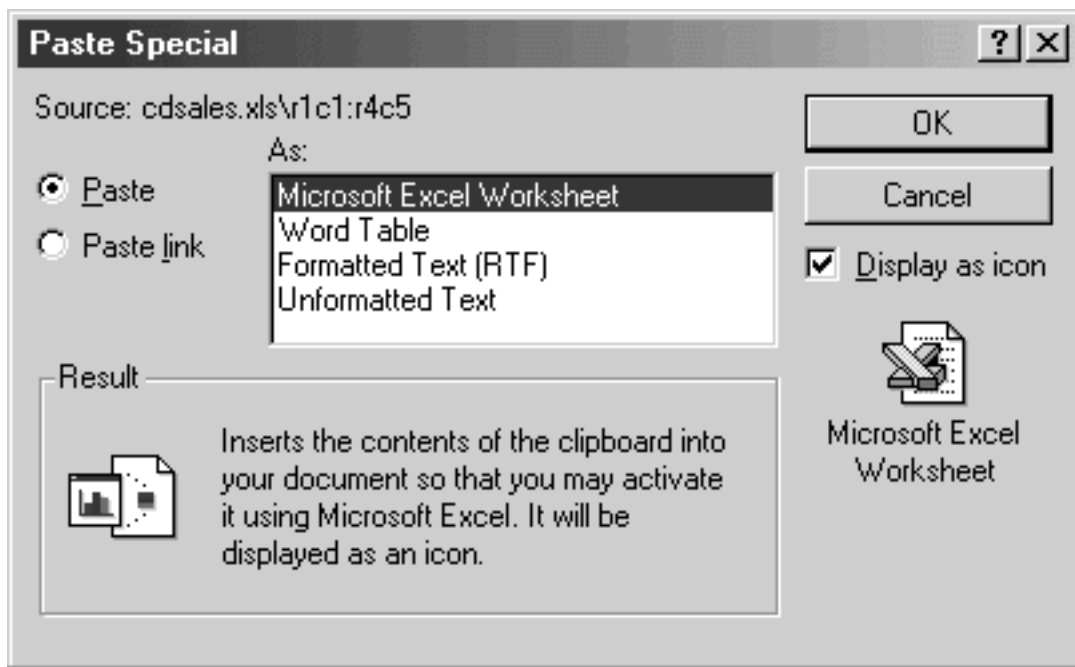 Paste Special
Source: cdsales.xls\r1c1:r4c5
As:
Paste
Paste link
Microsoft Excel Worksheet
Word Table
Formatted Text (RTF)
Unformatted Text
OK
Cancel
Display as icon
Microsoft Excel
Worksheet
Result
Inserts the contents of the clipboard into
your document so that you may activate
it using Microsoft Excel. It will be
displayed as an icon.